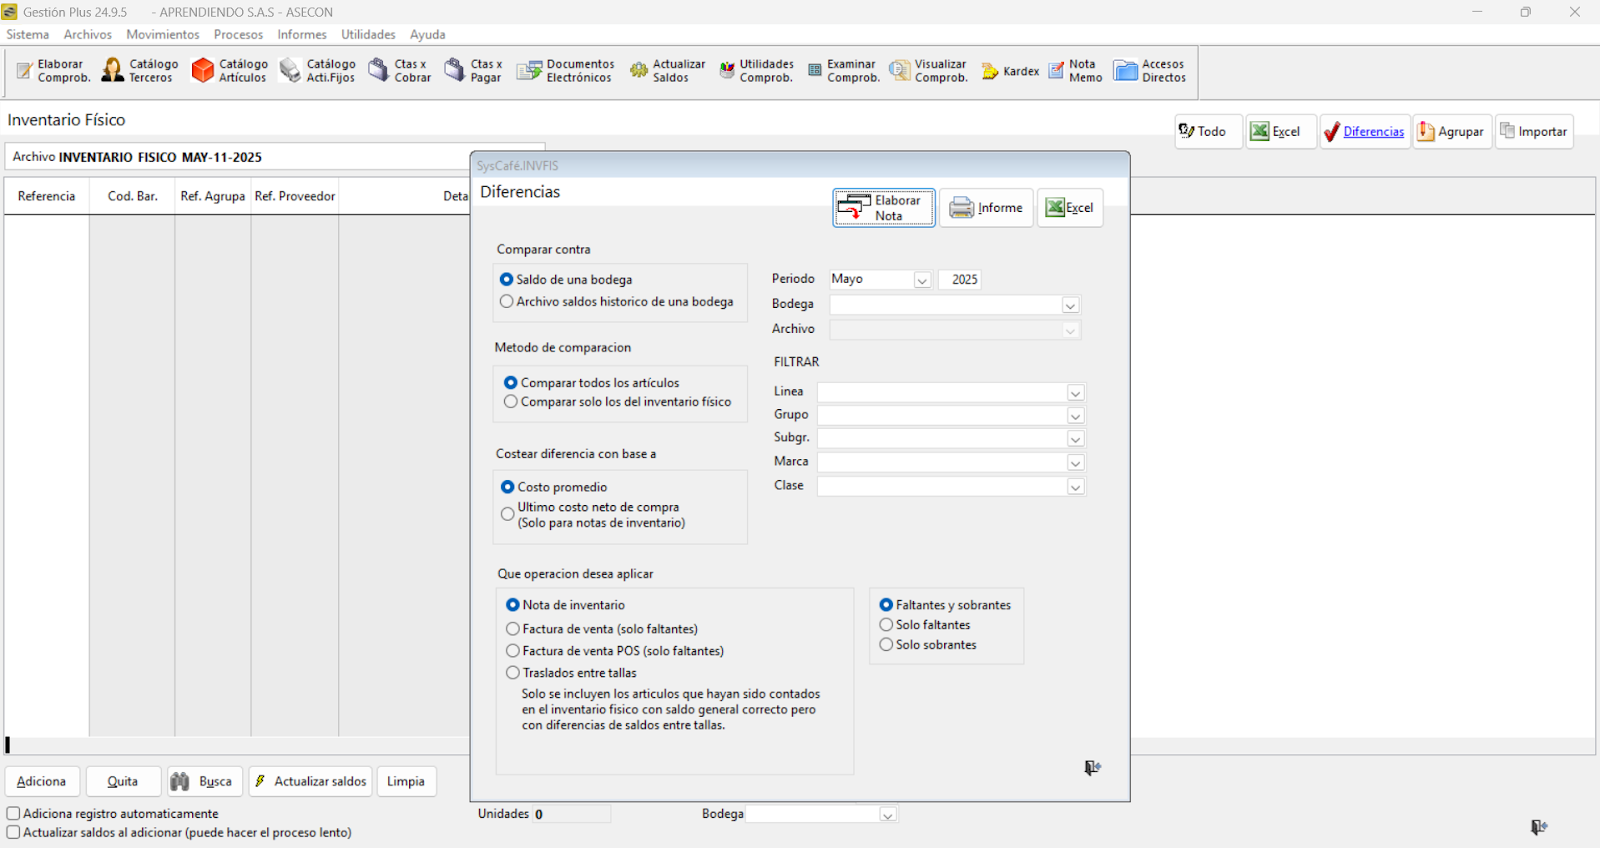 Gestión Plus 24.9.5 - APRENDIENDO S.A.S - ASECON
Sistema Archivos Movimientos Procesos Informes Utilidades Ayuda
Elaborar Comprob.
Catálogo Terceros
Catálogo Artículos
Catálogo Acti.Fijos
Ctas x Cobrar
Ctas x Pagar
Documentos Electrónicos
Actualizar Saldos
Utilidades Comprob.
Examinar Comprob.
Visualizar Comprob.
Kardex
Nota Memo
Accesos Directos
Inventario Físico
Todo Excel Diferencias Agrupar Importar
Archivo INVENTARIO FISICO MAY-11-2025
Referencia Cod. Bar. Ref. Agrupa Ref. Proveedor Deta
SysCafé.INVFIS
Diferencias
Elaborar Nota
Informe
Excel
Comparar contra
Saldo de una bodega
Archivo saldos historico de una bodega
Periodo Mayo 2025
Bodega
Archivo
Metodo de comparacion
Comparar todos los artículos
Comparar solo los del inventario físico
FILTRAR
Linea
Grupo
Subgr.
Marca
Clase
Costear diferencia con base a
Costo promedio
Ultimo costo neto de compra
(Solo para notas de inventario)
Que operacion desea aplicar
Nota de inventario
Factura de venta (solo faltantes)
Factura de venta POS (solo faltantes)
Traslados entre tallas
Solo se incluyen los articulos que hayan sido contados
en el inventario fisico con saldo general correcto pero
con diferencias de saldos entre tallas.
Faltantes y sobrantes
Solo faltantes
Solo sobrantes
Adiciona Quita Busca Actualizar saldos Limpia
Adiciona registro automaticamente
Actualizar saldos al adicionar (puede hacer el proceso lento)
Unidades 0
Bodega